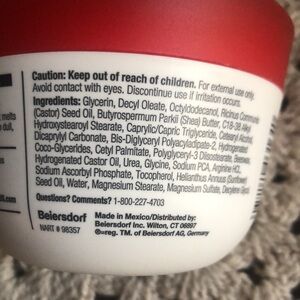 melts
dull,
Caution: Keep out of reach of children. For external use only.
Avoid contact with eyes. Discontinue use if irritation occurs.
Ingredients: Glycerin, Decyl Oleate, Octyldodecanol, Ricinus Communis
(Castor) Seed Oil, Butyrospermum Parkii (Shea) Butter, C18-38 Alkyl
Hydroxystearoyl Stearate, Caprylic/Capric Triglyceride, Cetearyl Alcohol,
Dicaprylyl Carbonate, Bis-Diglyceryl Polyacyladipate-2, Hydrogenated
Coco-Glycerides, Cetyl Palmitate, Polyglyceryl-3 Diisostearate, Beeswax,
Hydrogenated Castor Oil, Urea, Glycine, Sodium PCA, Arginine HCl,
Sodium Ascorbyl Phosphate, Tocopherol, Helianthus Annuus (Sunflower)
Seed Oil, Water, Magnesium Stearate, Magnesium Sulfate, Decylene Glycol
Questions? Comments? 1-800-227-4703
Beiersdorf
NART # 98357
Made in Mexico/Distributed by:
Beiersdorf Inc. Wilton, CT 06897
®=reg. TM. of Beiersdorf AG, Germany